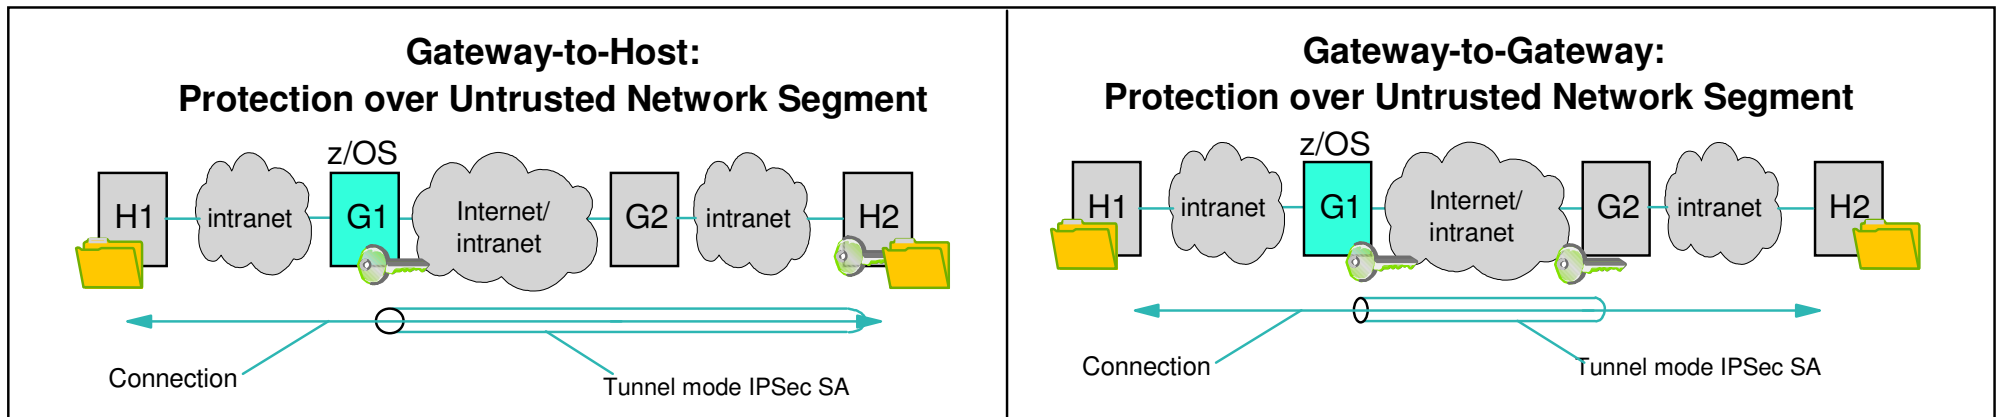 Gateway-to-Host:
Protection over Untrusted Network Segment
z/OS
H1
intranet
G1
Internet/
intranet
G2
intranet
H2
Connection
Tunnel mode IPSec SA
Gateway-to-Gateway:
Protection over Untrusted Network Segment
z/OS
H1
intranet
G1
Internet/
intranet
G2
intranet
H2
Connection
Tunnel mode IPSec SA